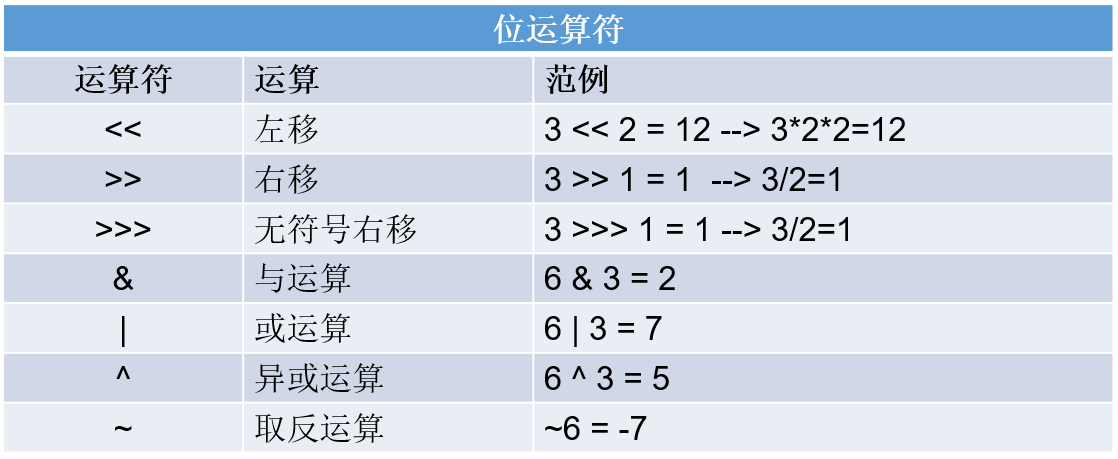 位运算符
运算符 运算 范例
<< 左移 3 << 2 = 12 --> 3*2*2=12
>> 右移 3 >> 1 = 1 --> 3/2=1
>>> 无符号右移 3 >>> 1 = 1 --> 3/2=1
& 与运算 6 & 3 = 2
| 或运算 6 | 3 = 7
^ 异或运算 6 ^ 3 = 5
~ 取反运算 ~6 = -7